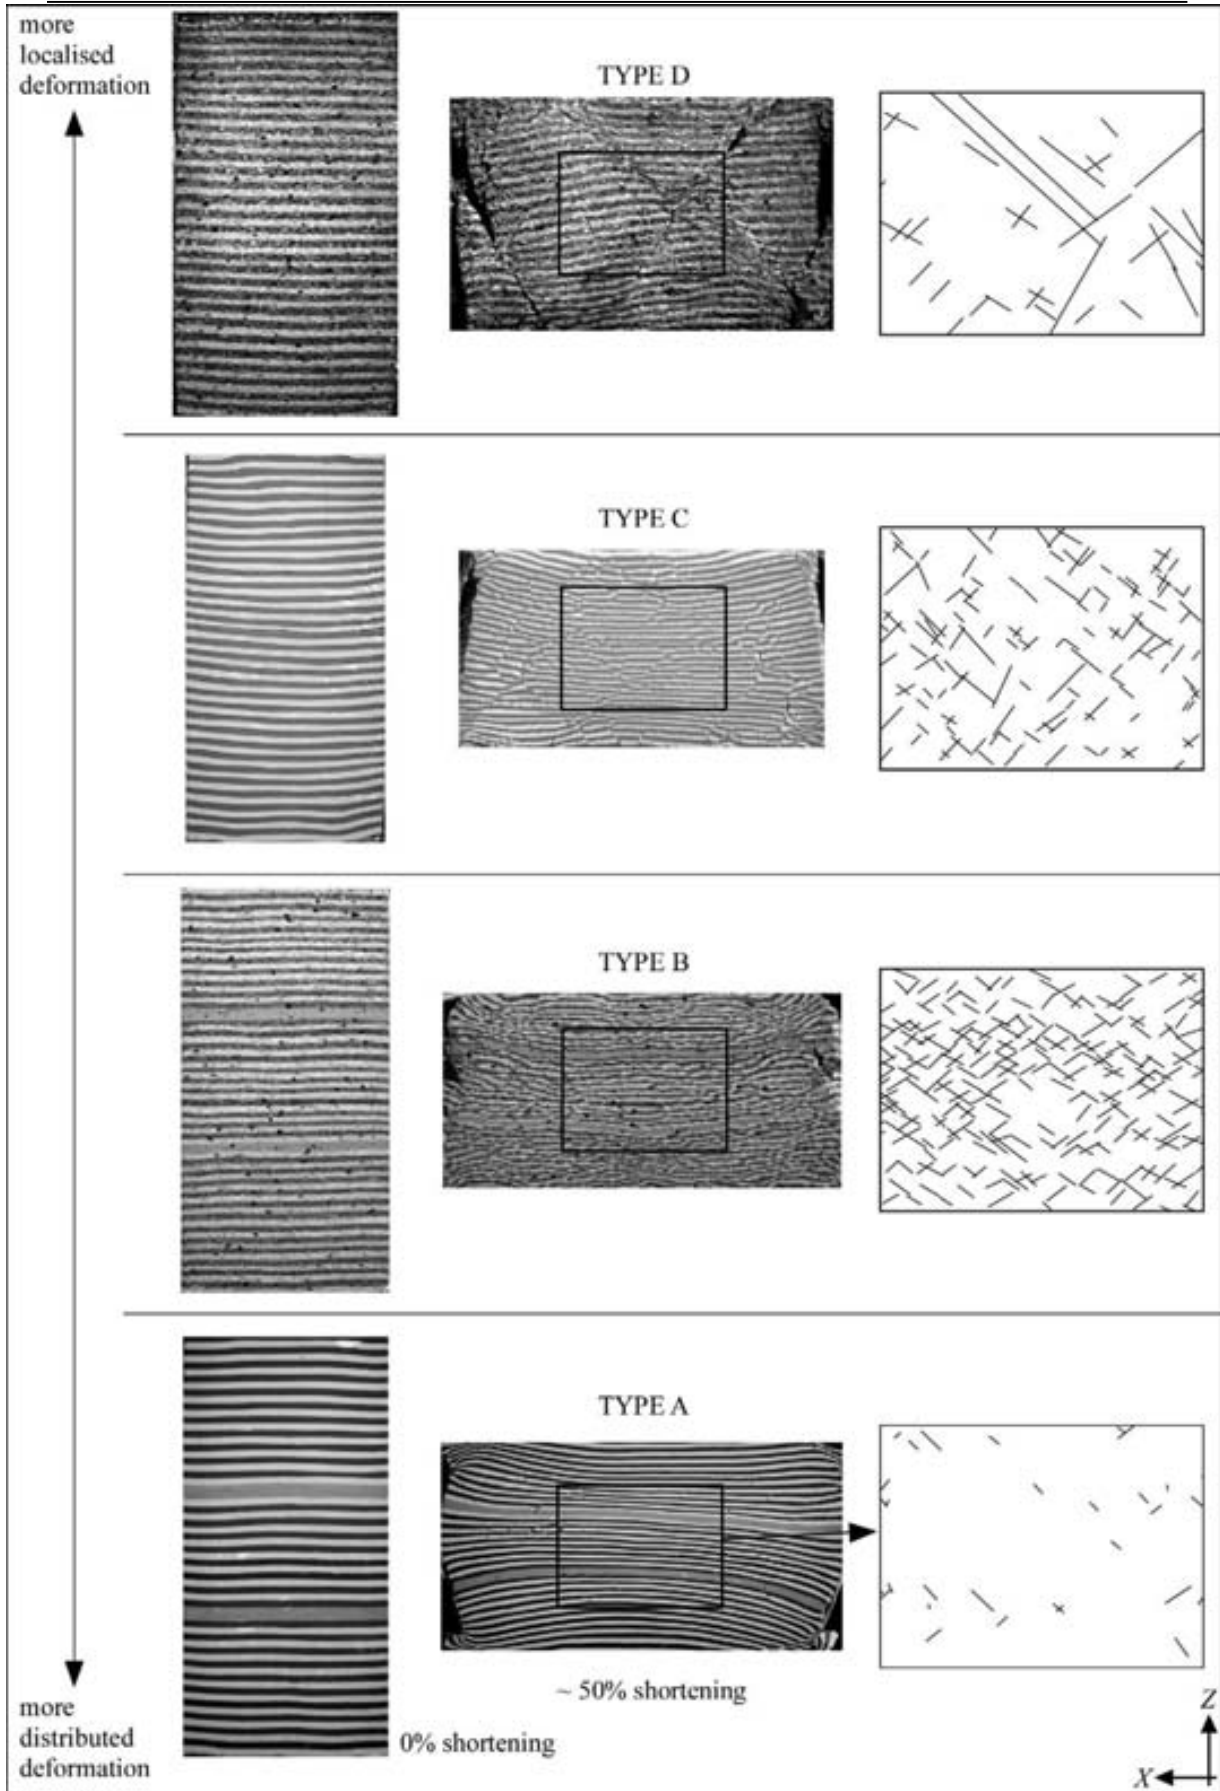 more
localised
deformation
TYPE D
TYPE C
TYPE B
TYPE A
~ 50% shortening
0% shortening
more
distributed
deformation
Z
X